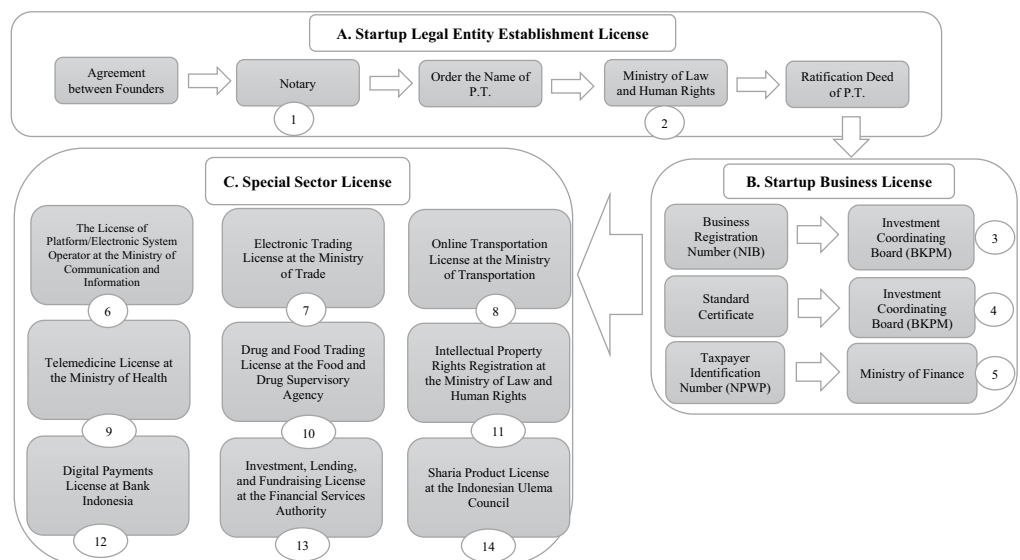 A. Startup Legal Entity Establishment License
Agreement
between Founders
Notary
Order the Name of
P.T.
Ministry of Law
and Human Rights
Ratification Deed
of P.T.
1
2
B. Startup Business License
Business
Registration
Number (NIB)
Investment
Coordinating
Board (BKPM)
3
Standard
Certificate
Investment
Coordinating
Board (BKPM)
4
Taxpayer
Identification
Number (NPWP)
Ministry of Finance
5
C. Special Sector License
The License of
Platform/Electronic System
Operator at the Ministry of
Communication and
Information
6
Electronic Trading
License at the Ministry
of Trade
7
Online Transportation
License at the Ministry
of Transportation
8
Telemedicine License at
the Ministry of Health
9
Drug and Food Trading
License at the Food and
Drug Supervisory
Agency
10
Intellectual Property
Rights Registration at
the Ministry of Law and
Human Rights
11
Digital Payments
License at Bank
Indonesia
12
Investment, Lending,
and Fundraising License
at the Financial Services
Authority
13
Sharia Product License
at the Indonesian Ulema
Council
14